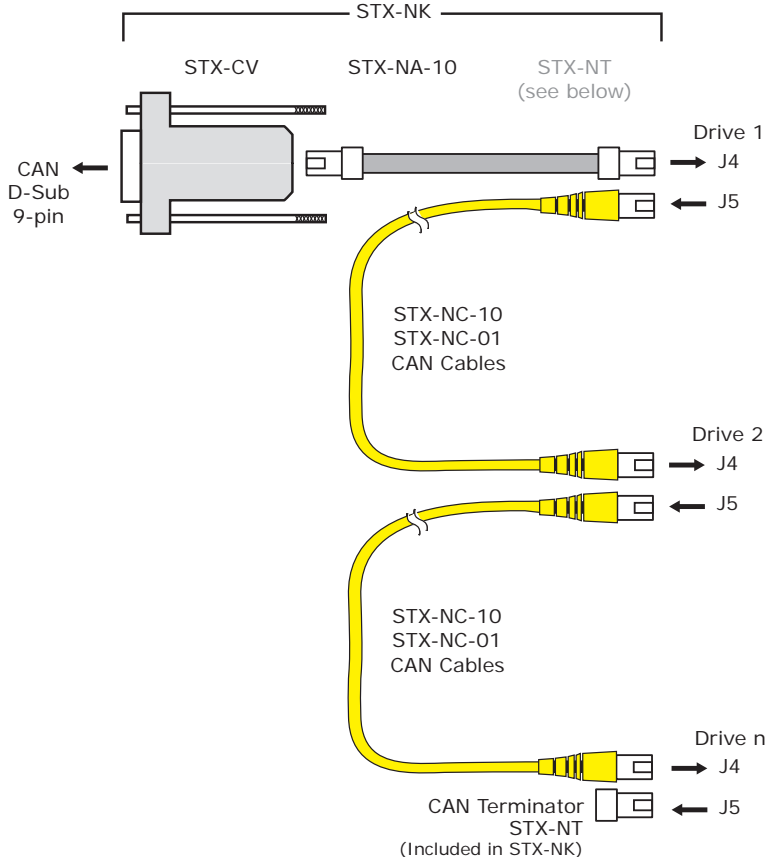 STX-NK
STX-CV
STX-NA-10
STX-NT
(see below)
CAN
D-Sub
9-pin
Drive 1
J4
J5
STX-NC-10
STX-NC-01
CAN Cables
Drive 2
J4
J5
STX-NC-10
STX-NC-01
CAN Cables
Drive n
J4
J5
CAN Terminator
STX-NT
(Included in STX-NK)